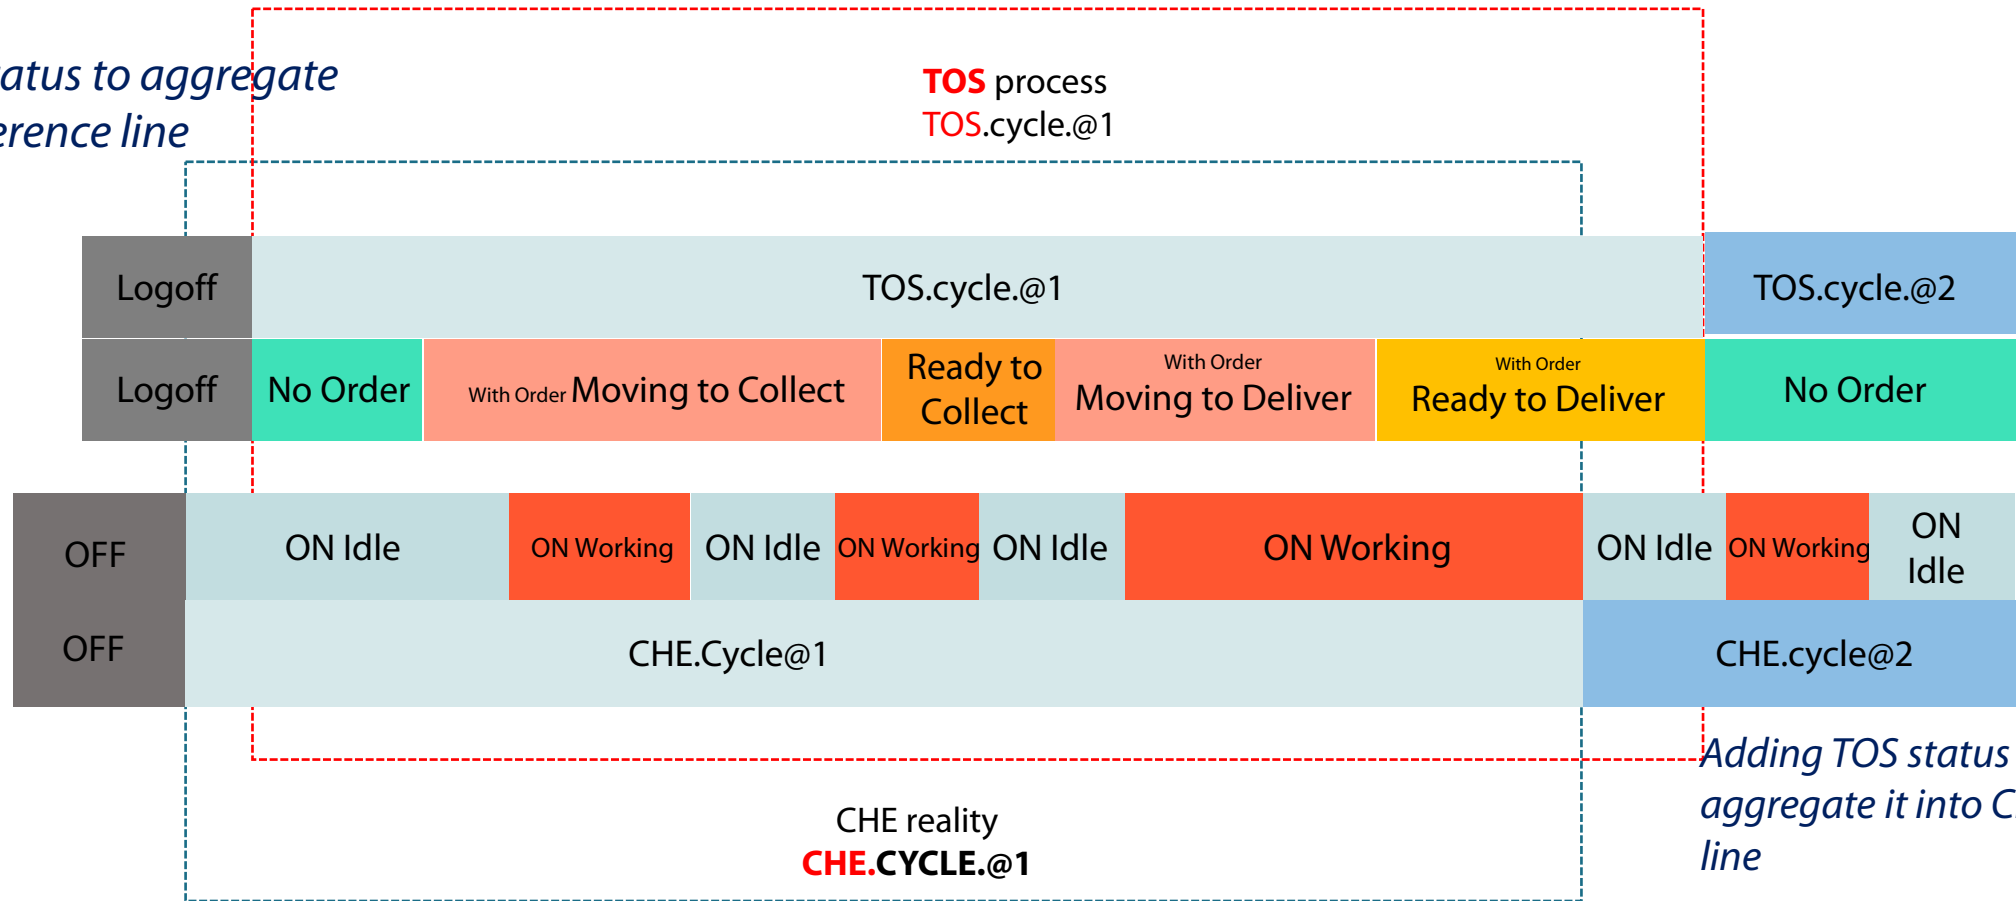 to aggregate
line
TOS process
TOS.cycle.@1
Logoff
TOS.cycle.@1
TOS.cycle.@2
Logoff
No Order
With Order Moving to Collect
Ready to
Collect
With Order
Moving to Deliver
With Order
Ready to Deliver
No Order
OFF
ON Idle
ON Working
ON Idle
ON Working
ON Idle
ON Working
ON Idle
ON Working
ON
Idle
OFF
CHE.Cycle@1
CHE.cycle@2
Adding TOS status
aggregate it into
line
CHE reality
CHE.CYCLE.@1